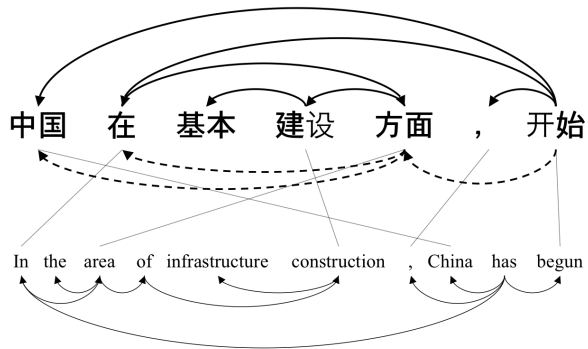 中国 在 基本 建设 方面 , 开始
In the area of infrastructure construction , China has begun